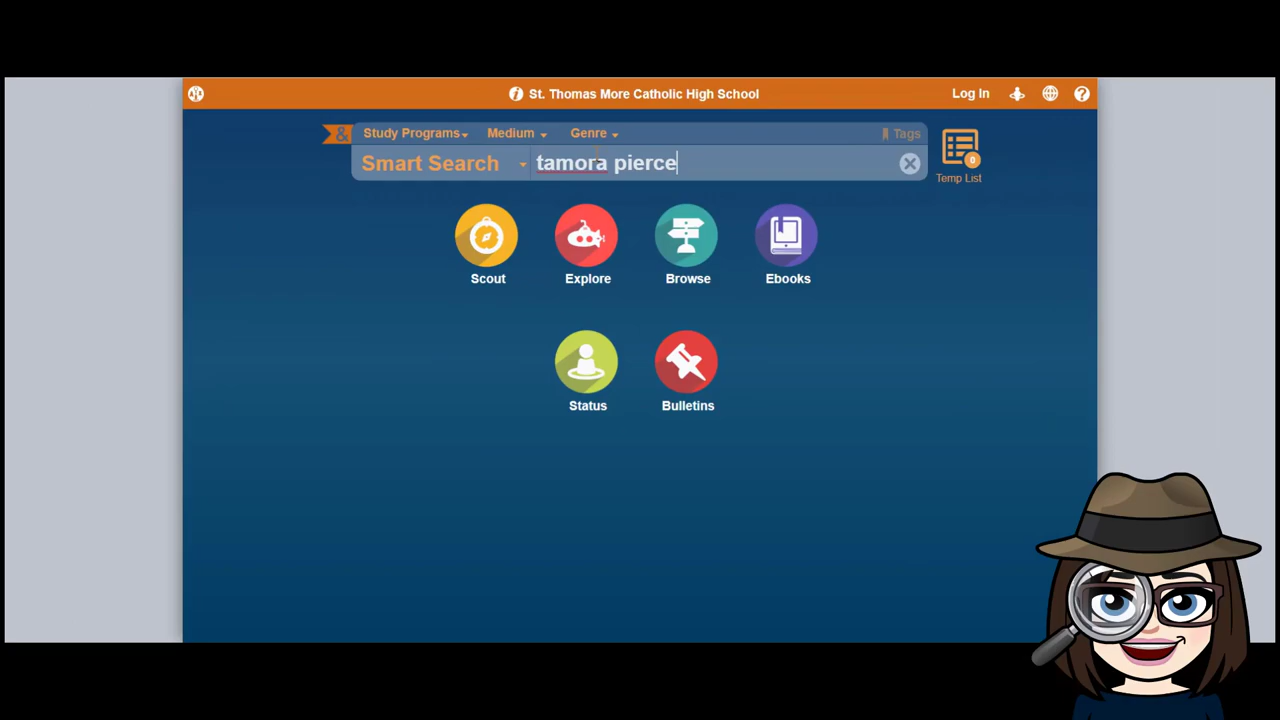 St. Thomas More Catholic High School
Log In
& Study Programs Medium Genre Tags
Smart Search tamora pierce
0
Temp List
Scout Explore Browse Ebooks
Status Bulletins